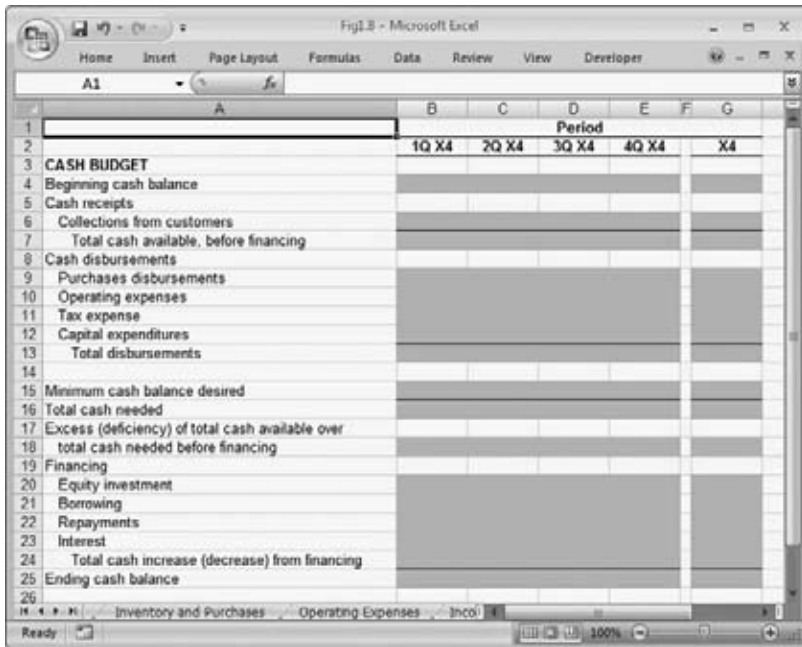 Fig1.8 - Microsoft Excel
Home Insert Page Layout Formulas Data Review View Developer
A1 fx
A B C D E F G
1 Period
2 1Q X4 2Q X4 3Q X4 4Q X4 X4
3 CASH BUDGET
4 Beginning cash balance
5 Cash receipts
6 Collections from customers
7 Total cash available, before financing
8 Cash disbursements
9 Purchases disbursements
10 Operating expenses
11 Tax expense
12 Capital expenditures
13 Total disbursements
14
15 Minimum cash balance desired
16 Total cash needed
17 Excess (deficiency) of total cash available over
18 total cash needed before financing
19 Financing
20 Equity investment
21 Borrowing
22 Repayments
23 Interest
24 Total cash increase (decrease) from financing
25 Ending cash balance
26
Inventory and Purchases Operating Expenses Inco
Ready 100%